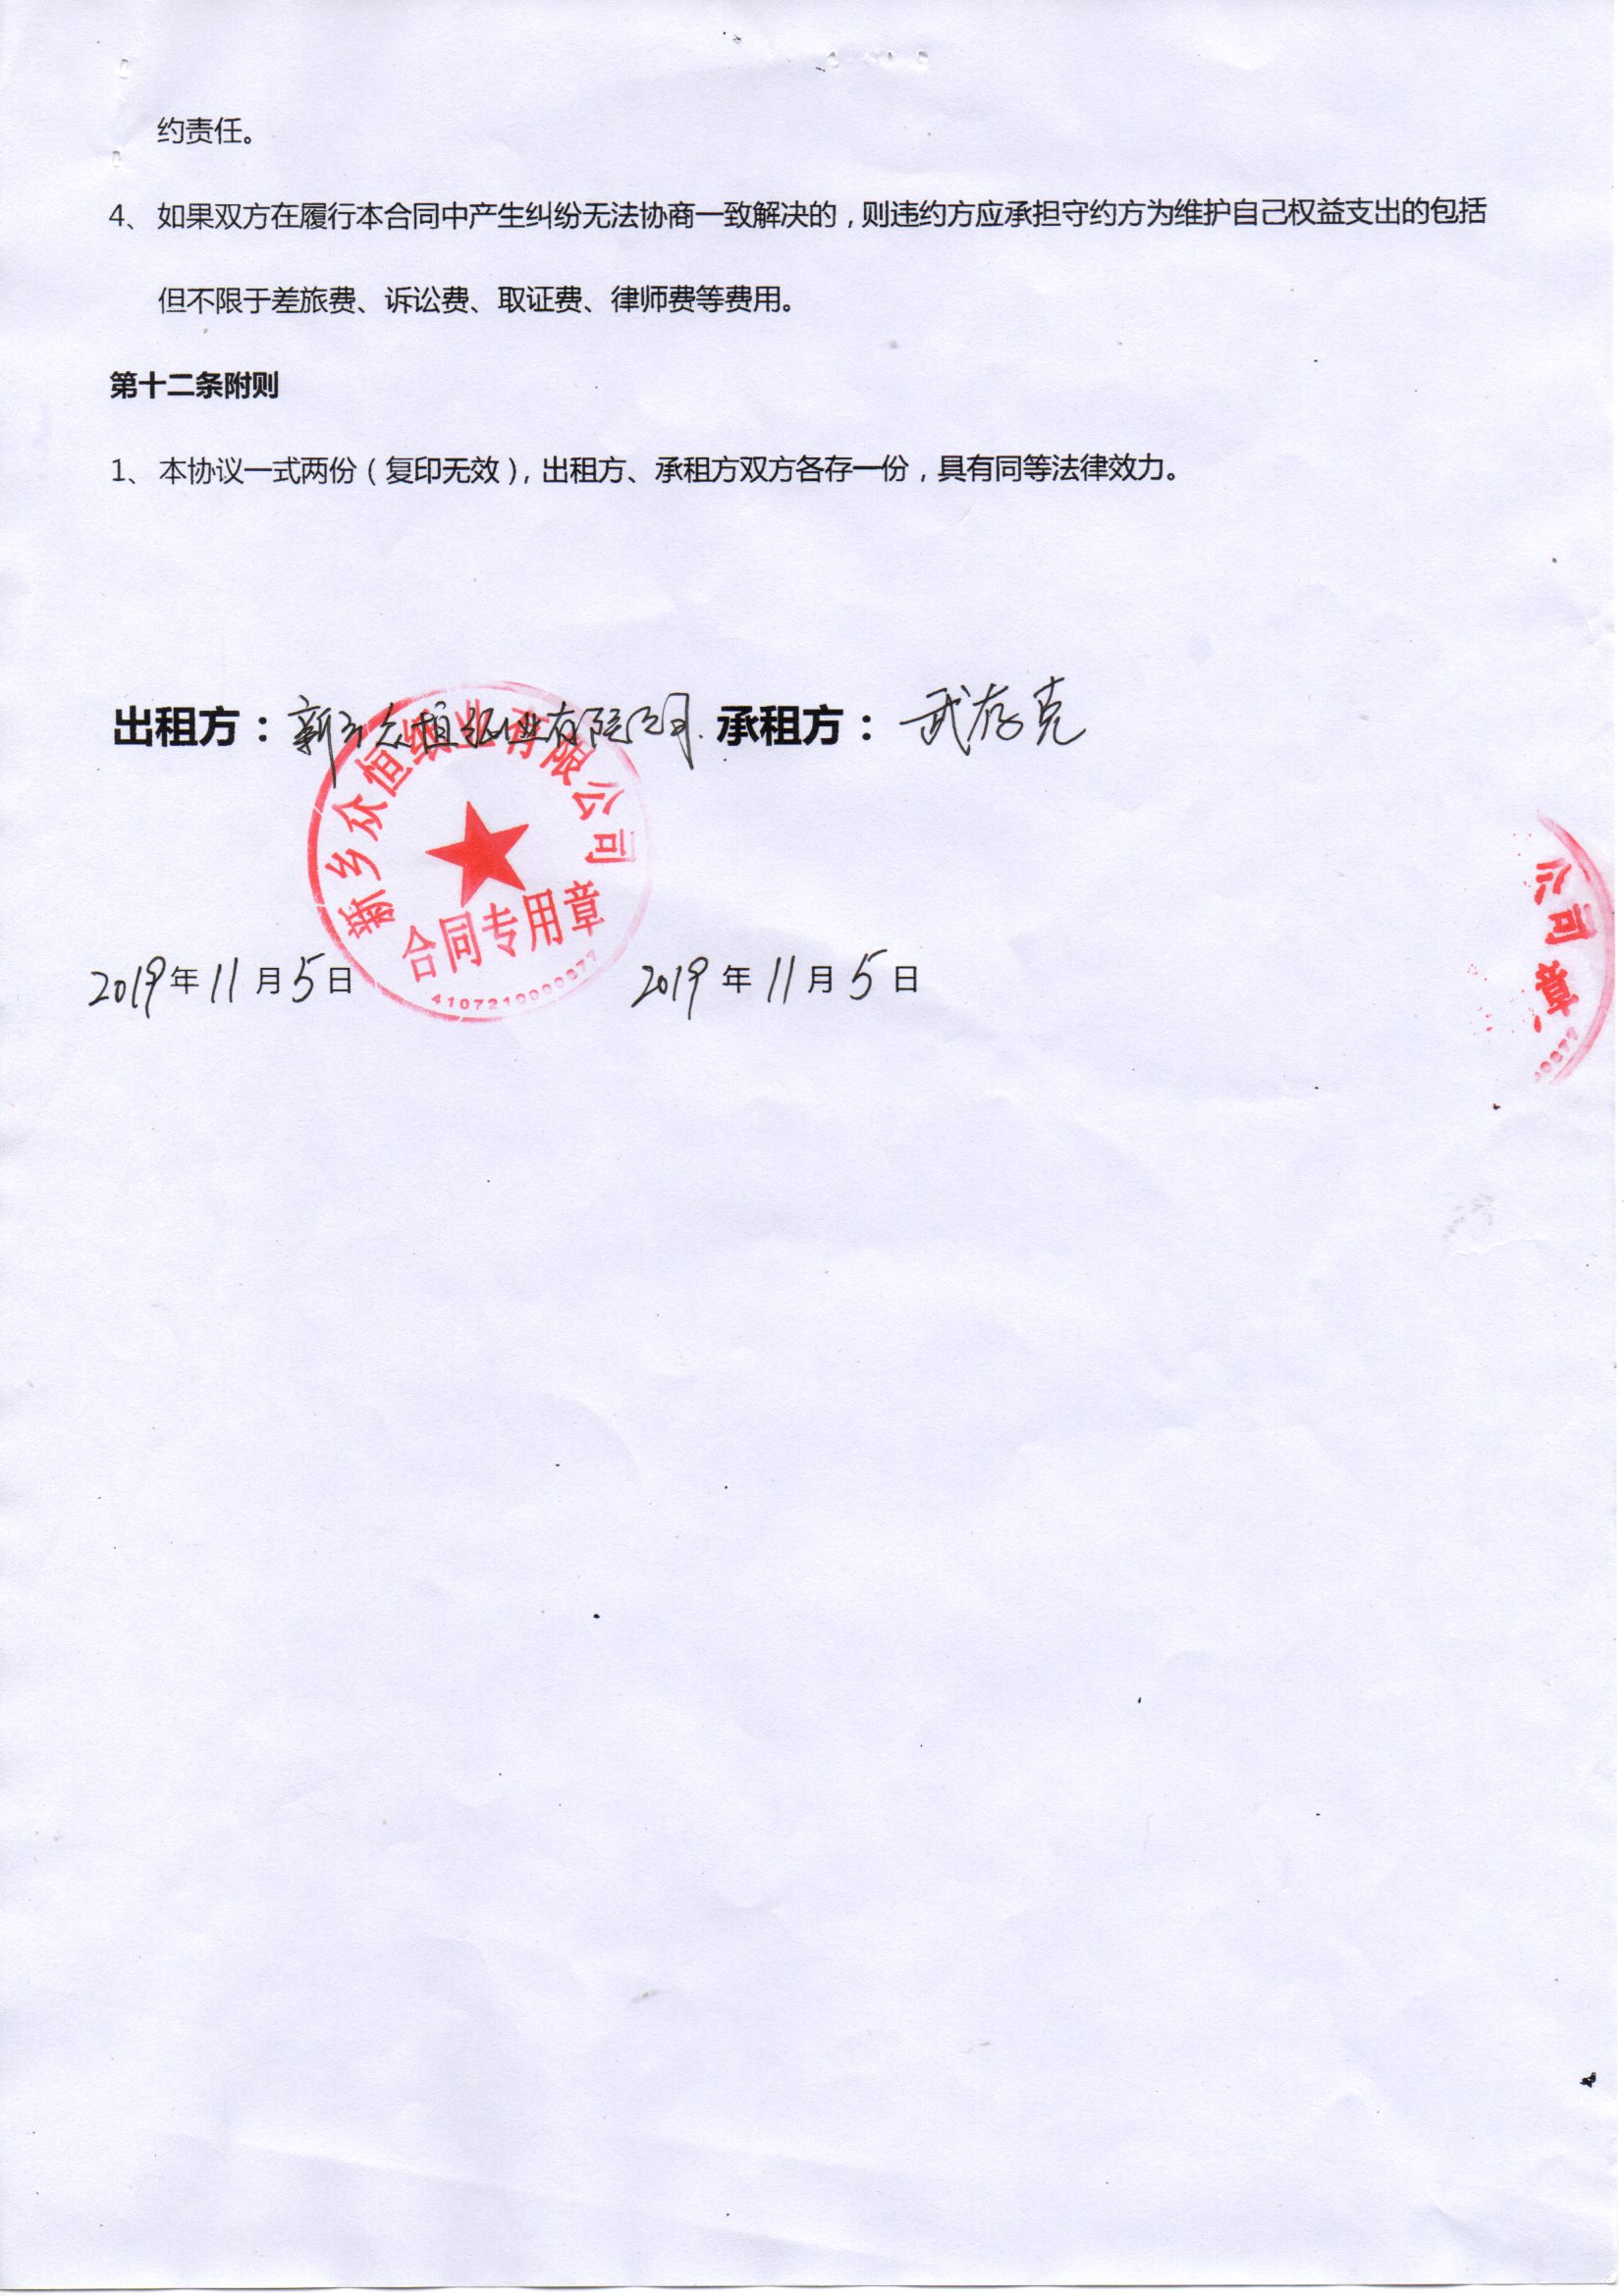 约责任。
4、如果双方在履行本合同中产生纠纷无法协商一致解决的，则违约方应承担守约方为维护自己权益支出的包括
但不限于差旅费、诉讼费、取证费、律师费等费用。
第十二条附则
1、本协议一式两份（复印无效），出租方、承租方双方各存一份，具有同等法律效力。
出租方：新乡众恒纸业有限公司 承租方：武存克
新乡众恒纸业有限公司
合同专用章
公司
章
2019年11月5日 2019年11月5日